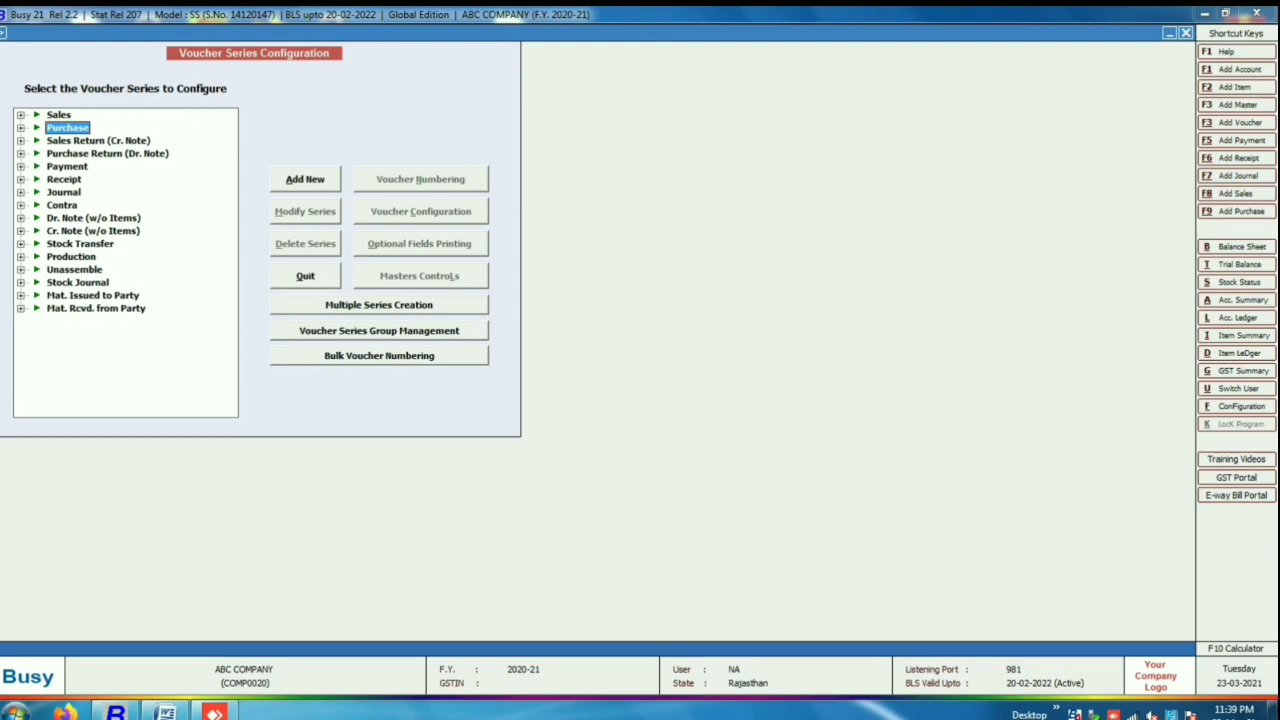 Busy 21 Rel 2.2 | Stat Rel 207 | Model : SS (S.No. 14120147) | BLS upto 20-02-2022 | Global Edition | ABC COMPANY (F.Y. 2020-21)
Voucher Series Configuration
Select the Voucher Series to Configure
Sales
Purchase
Sales Return (Cr. Note)
Purchase Return (Dr. Note)
Payment
Receipt
Journal
Contra
Dr. Note (w/o Items)
Cr. Note (w/o Items)
Stock Transfer
Production
Unassemble
Stock Journal
Mat. Issued to Party
Mat. Rcvd. from Party
Add New
Voucher Numbering
Modify Series
Voucher Configuration
Delete Series
Optional Fields Printing
Quit
Masters ControLs
Multiple Series Creation
Voucher Series Group Management
Bulk Voucher Numbering
Shortcut Keys
F1 Help
F1 Add Account
F2 Add Item
F3 Add Master
F3 Add Voucher
F5 Add Payment
F6 Add Receipt
F7 Add Journal
F8 Add Sales
F9 Add Purchase
B Balance Sheet
T Trial Balance
S Stock Status
A Acc. Summary
L Acc. Ledger
I Item Summary
D Item LeDger
G GST Summary
U Switch User
F ConFiguration
K LocK Program
Training Videos
GST Portal
E-way Bill Portal
F10 Calculator
Busy
ABC COMPANY
(COMP0020)
F.Y. : 2020-21
GSTIN :
User : NA
State : Rajasthan
Listening Port : 981
BLS Valid Upto : 20-02-2022 (Active)
Your
Company
Logo
Tuesday
23-03-2021
Desktop
11:39 PM